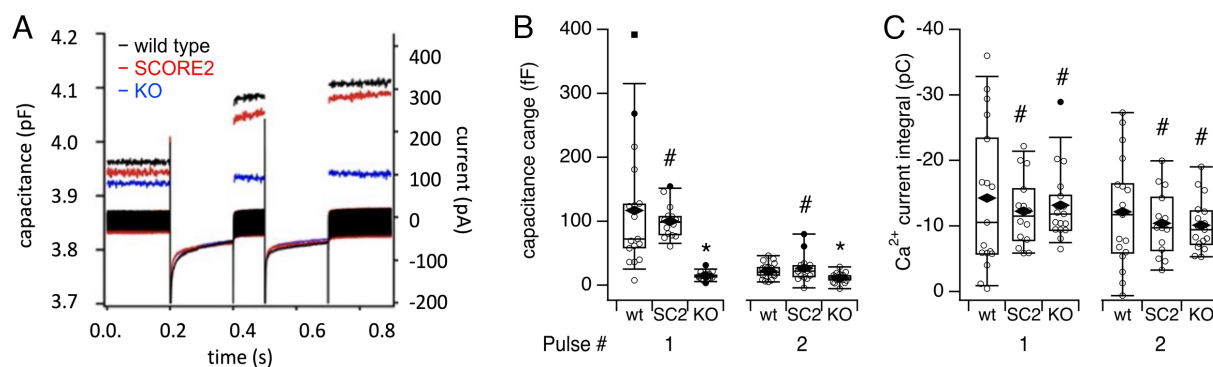 A
capacitance (pF)
4.2
4.1
4.0
3.9
3.8
3.7
– wild type
– SCORE2
– KO
400
300
200
100
0
-100
-200
current (pA)
0.
0.2
0.4
0.6
0.8
time (s)
B
capacitance cange (fF)
400
300
200
100
0
#
*
#
*
wt SC2 KO
wt SC2 KO
Pulse # 1 2
C
Ca2+ current integral (pC)
-40
-30
-20
-10
0
#
#
#
#
wt SC2 KO
wt SC2 KO
1 2